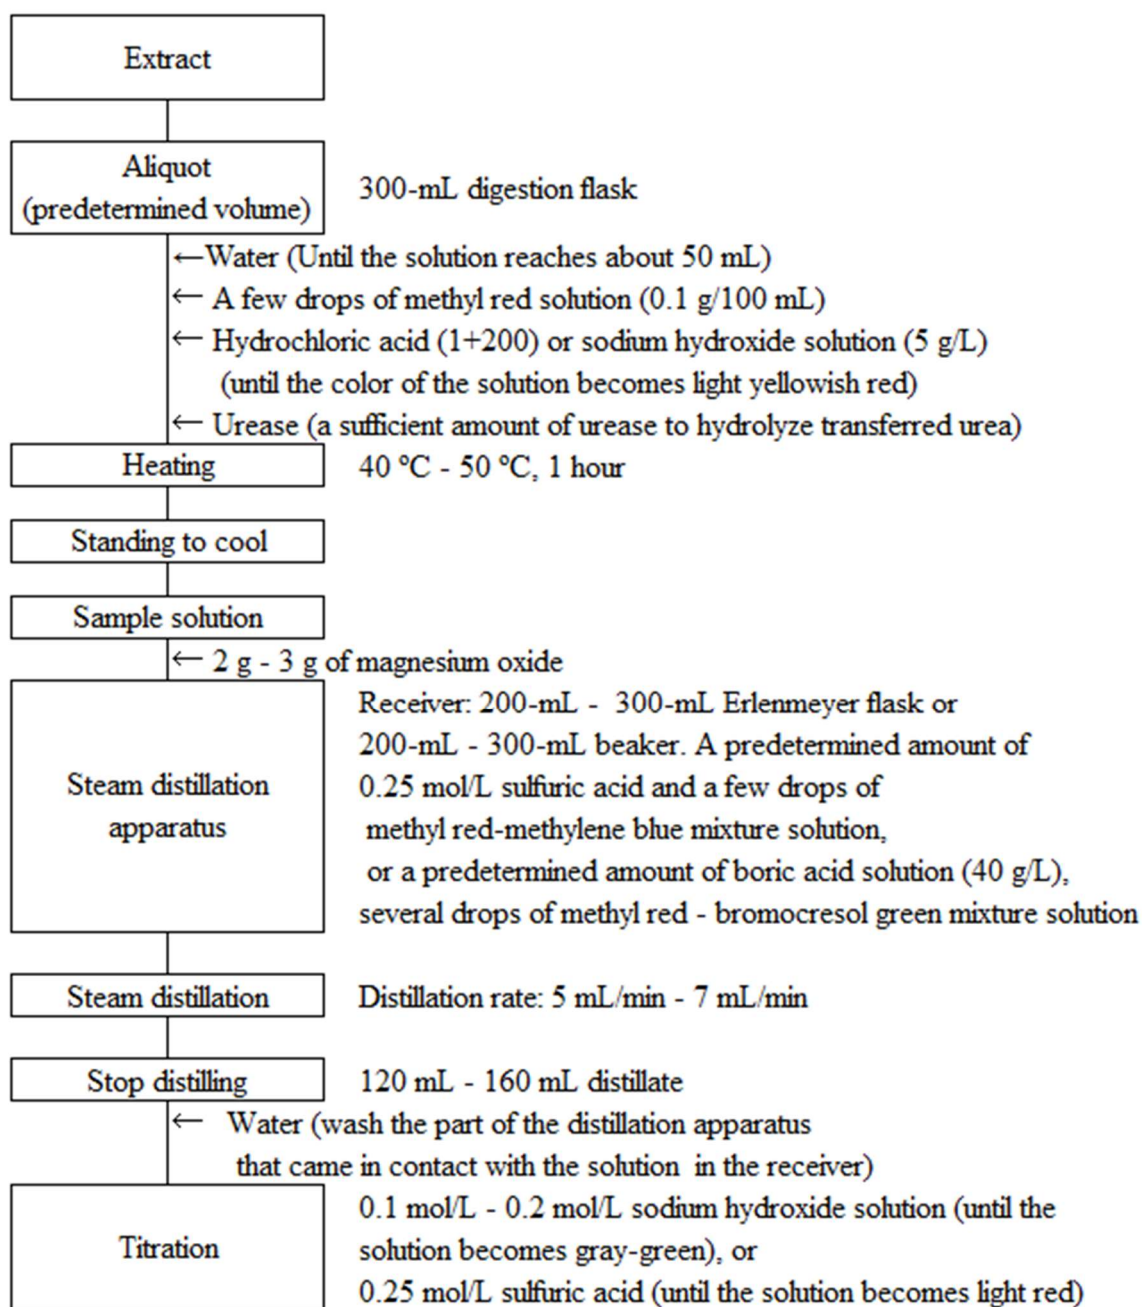 Extract
Aliquot
(predetermined volume)
300-mL digestion flask
←Water (Until the solution reaches about 50 mL)
← A few drops of methyl red solution (0.1 g/100 mL)
← Hydrochloric acid (1+200) or sodium hydroxide solution (5 g/L)
(until the color of the solution becomes light yellowish red)
← Urease (a sufficient amount of urease to hydrolyze transferred urea)
Heating
40 ºC - 50 ºC, 1 hour
Standing to cool
Sample solution
← 2 g - 3 g of magnesium oxide
Steam distillation
apparatus
Receiver: 200-mL - 300-mL Erlenmeyer flask or
200-mL - 300-mL beaker. A predetermined amount of
0.25 mol/L sulfuric acid and a few drops of
methyl red-methylene blue mixture solution,
or a predetermined amount of boric acid solution (40 g/L),
several drops of methyl red - bromocresol green mixture solution
Steam distillation
Distillation rate: 5 mL/min - 7 mL/min
Stop distilling
120 mL - 160 mL distillate
← Water (wash the part of the distillation apparatus
that came in contact with the solution in the receiver)
Titration
0.1 mol/L - 0.2 mol/L sodium hydroxide solution (until the
solution becomes gray-green), or
0.25 mol/L sulfuric acid (until the solution becomes light red)